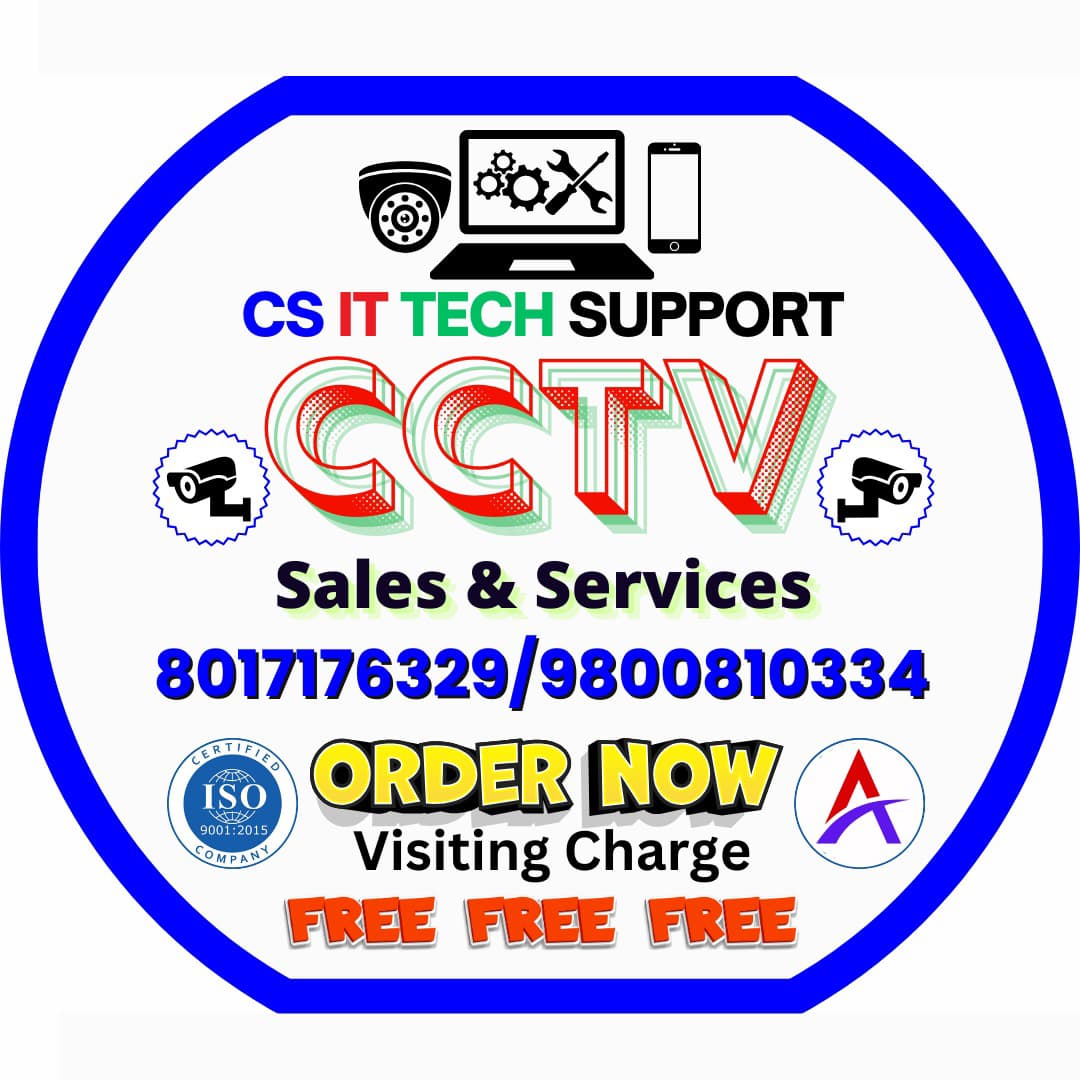 CS IT TECH SUPPORT
CCTV
Sales & Services
8017176329/9800810334
CERTIFIED
ISO
9001:2015
COMPANY
ORDER NOW
Visiting Charge
FREE FREE FREE